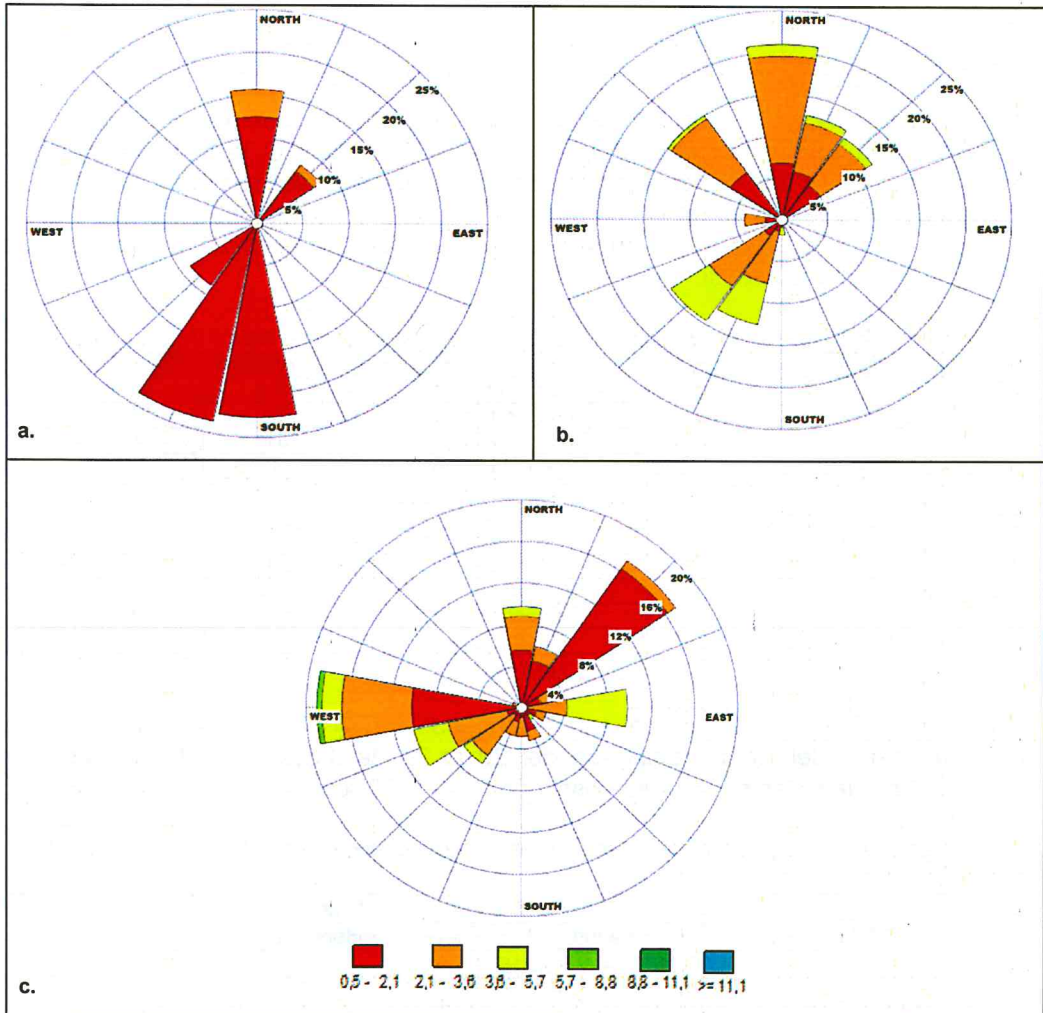 NORTH
25%
20%
15%
10%
5%
WEST
EAST
SOUTH
a.
NORTH
25%
20%
15%
10%
5%
WEST
EAST
SOUTH
b.
NORTH
20%
16%
12%
8%
4%
WEST
EAST
SOUTH
0,5 - 2,1 2,1 - 3,6 3,6 - 5,7 5,7 - 8,8 8,8 - 11,1 >= 11,1
c.